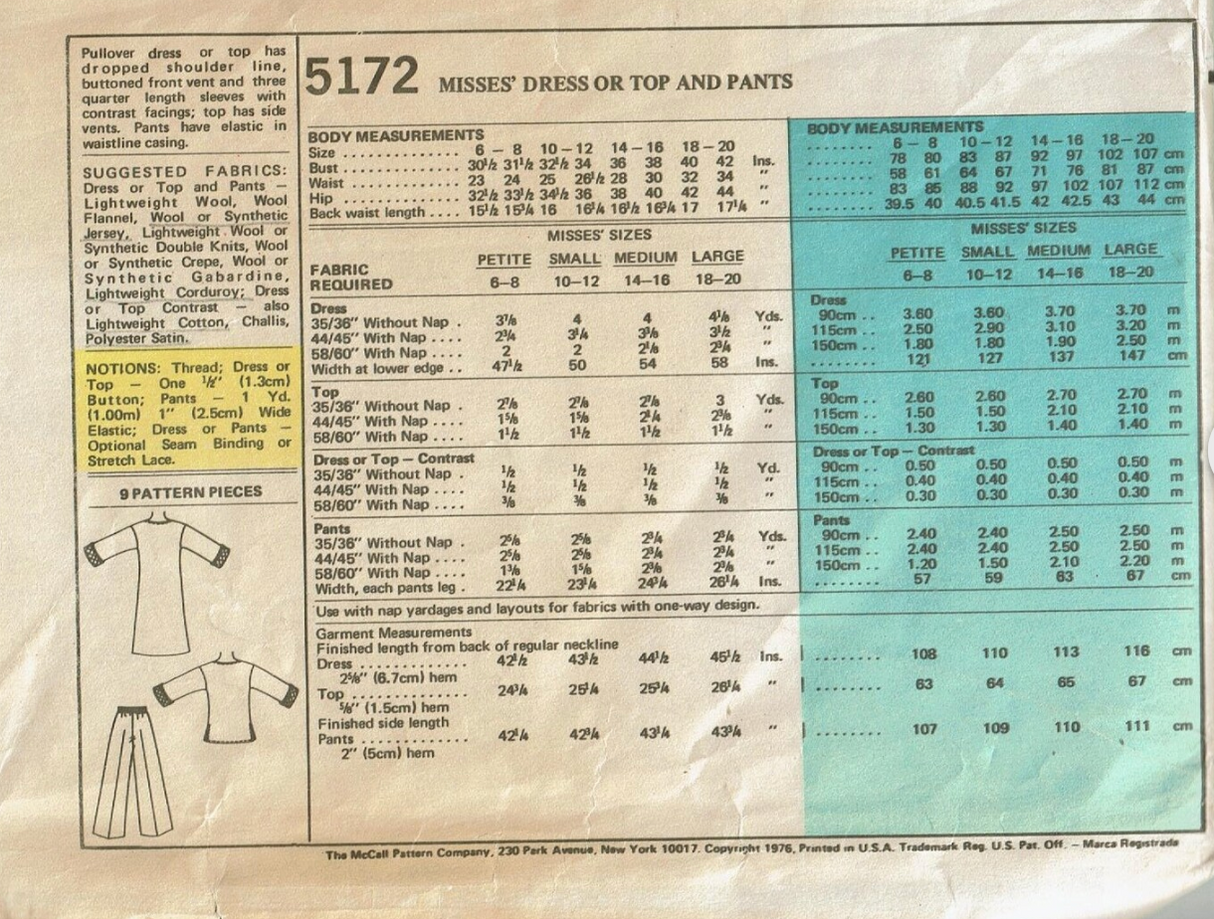 Pullover dress or top has
dropped shoulder line,
buttoned front vent and three
quarter length sleeves with
contrast facings; top has side
vents. Pants have elastic in
waistline casing.
SUGGESTED FABRICS:
Dress or Top and Pants —
Lightweight Wool, Wool
Flannel, Wool or Synthetic
Jersey, Lightweight Wool or
Synthetic Double Knits, Wool
or Synthetic Crepe, Wool or
Synthetic Gabardine,
Lightweight Corduroy; Dress
or Top Contrast — also
Lightweight Cotton, Challis,
Polyester Satin.
NOTIONS: Thread; Dress or
Top — One ½" (1.3cm)
Button; Pants — 1 Yd.
(1.00m) 1" (2.5cm) Wide
Elastic; Dress or Pants —
Optional Seam Binding or
Stretch Lace.
9 PATTERN PIECES
5172 MISSES' DRESS OR TOP AND PANTS
BODY MEASUREMENTS
Size .............. 6 — 8 10 — 12 14 — 16 18 — 20
Bust .............. 30½ 31½ 32½ 34 36 38 40 42 Ins.
Waist ............. 23 24 25 26½ 28 30 32 34 "
Hip ............... 32½ 33½ 34½ 36 38 40 42 44 "
Back waist length .... 15½ 15¾ 16 16¼ 16½ 16¾ 17 17¼ "
BODY MEASUREMENTS
........ 6 — 8 10 — 12 14 — 16 18 — 20
........ 78 80 83 87 92 97 102 107 cm
........ 58 61 64 67 71 76 81 87 cm
........ 83 85 88 92 97 102 107 112 cm
........ 39.5 40 40.5 41.5 42 42.5 43 44 cm
MISSES' SIZES
FABRIC REQUIRED
PETITE SMALL MEDIUM LARGE
6–8 10–12 14–16 18–20
Dress
35/36" Without Nap . 3⅞ 4 4 4⅛ Yds.
44/45" With Nap .... 2¾ 3¼ 3⅜ 3½ "
58/60" With Nap .... 2 2 2⅛ 2¾ "
Width at lower edge .. 47½ 50 54 58 Ins.
Top
35/36" Without Nap . 2⅞ 2⅞ 2⅞ 3 Yds.
44/45" With Nap .... 1⅝ 1⅝ 2¼ 2⅜ "
58/60" With Nap .... 1½ 1½ 1½ 1½ "
Dress or Top — Contrast
35/36" Without Nap . ½ ½ ½ ½ Yd.
44/45" With Nap .... ½ ½ ½ ½ "
58/60" With Nap .... ⅜ ⅜ ⅜ ⅜ "
Pants
35/36" Without Nap . 2⅝ 2⅝ 2¾ 2¾ Yds.
44/45" With Nap .... 2⅝ 2⅝ 2¾ 2¾ "
58/60" With Nap .... 1⅜ 1⅝ 2⅜ 2⅜ "
Width, each pants leg . 22¼ 23¼ 24¾ 26¼ Ins.
MISSES' SIZES
PETITE SMALL MEDIUM LARGE
6–8 10–12 14–16 18–20
Dress
90cm .. 3.60 3.60 3.70 3.70 m
115cm .. 2.50 2.90 3.10 3.20 m
150cm .. 1.80 1.80 1.90 2.50 m
........ 121 127 137 147 cm
Top
90cm .. 2.60 2.60 2.70 2.70 m
115cm .. 1.50 1.50 2.10 2.10 m
150cm .. 1.30 1.30 1.40 1.40 m
Dress or Top — Contrast
90cm .. 0.50 0.50 0.50 0.50 m
115cm .. 0.40 0.40 0.40 0.40 m
150cm .. 0.30 0.30 0.30 0.30 m
Pants
90cm .. 2.40 2.40 2.50 2.50 m
115cm .. 2.40 2.40 2.50 2.50 m
150cm .. 1.20 1.50 2.10 2.20 m
........ 57 59 63 67 cm
Use with nap yardages and layouts for fabrics with one-way design.
Garment Measurements
Finished length from back of regular neckline
Dress ............. 42½ 43½ 44½ 45½ Ins. ........ 108 110 113 116 cm
2⅝" (6.7cm) hem
Top ............... 24¾ 25¼ 25¾ 26¼ " ........ 63 64 65 67 cm
⅝" (1.5cm) hem
Finished side length
Pants ............. 42¼ 42¾ 43¼ 43¾ " ........ 107 109 110 111 cm
2" (5cm) hem
The McCall Pattern Company, 230 Park Avenue, New York 10017. Copyright 1976, Printed in U.S.A. Trademark Reg. U.S. Pat. Off. — Marca Registrada